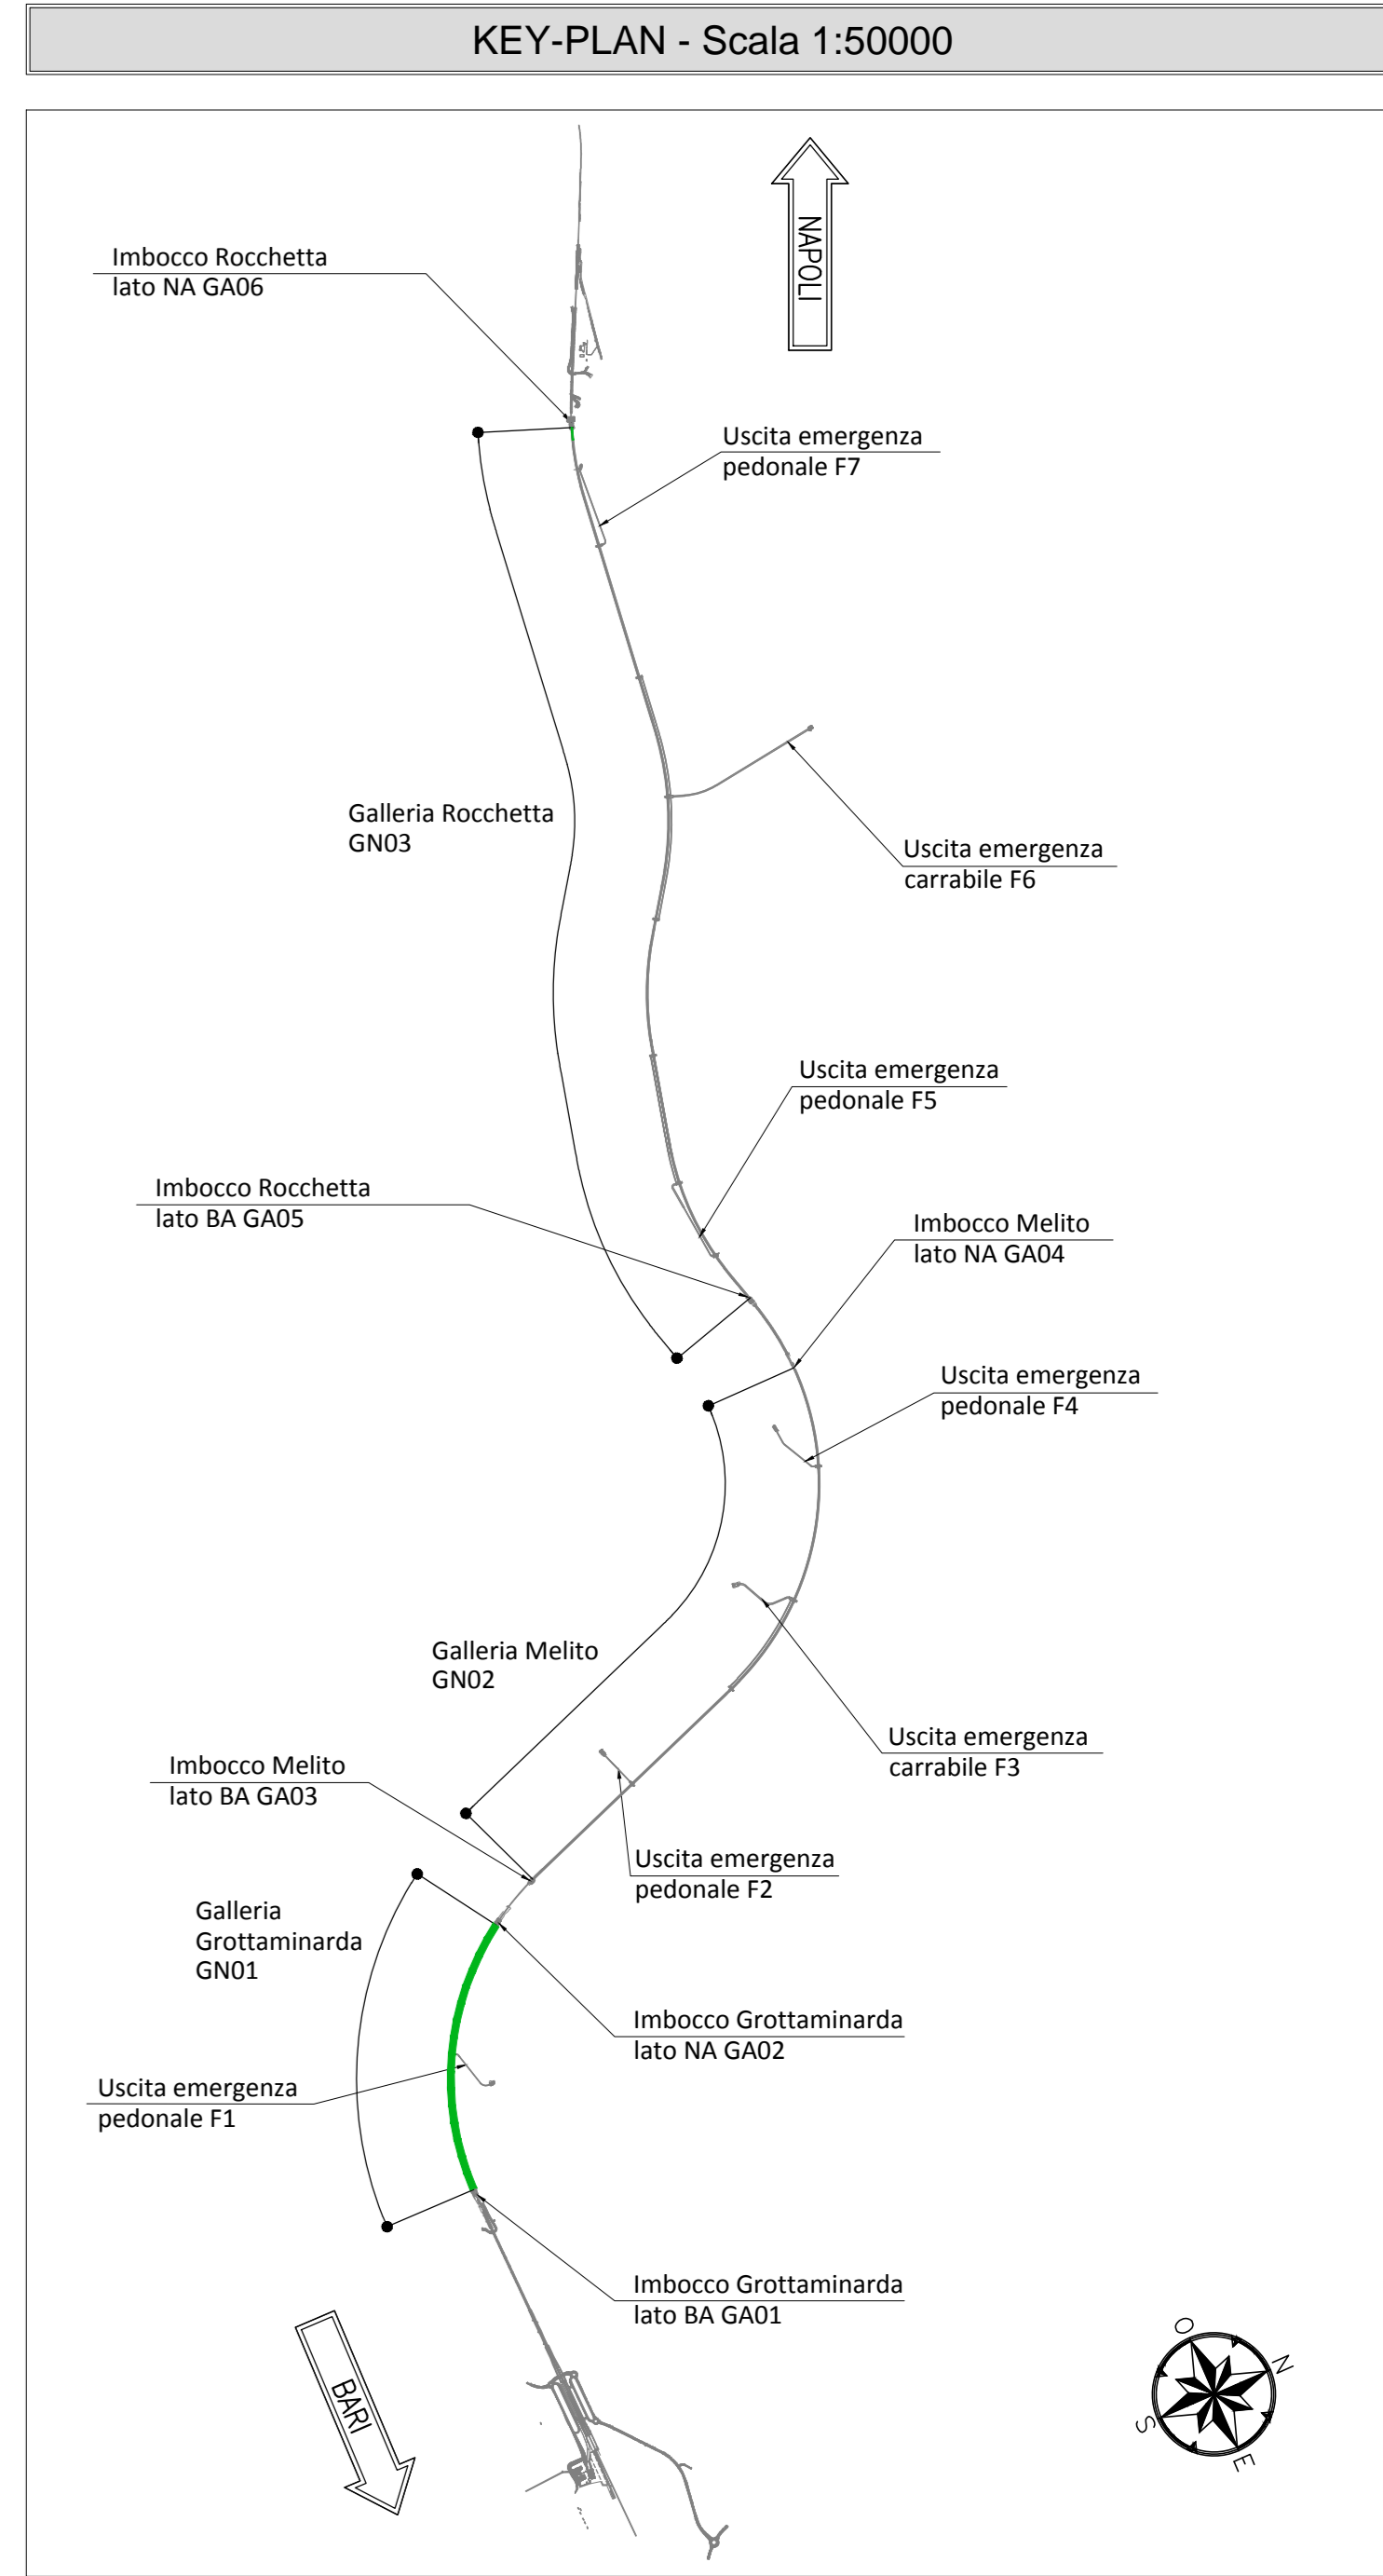 KEY-PLAN - Scala 1:50000
NAPOLI
Imbocco Rocchetta
lato NA GA06
Uscita emergenza
pedonale F7
Galleria Rocchetta
GN03
Uscita emergenza
carrabile F6
Uscita emergenza
pedonale F5
Imbocco Rocchetta
lato BA GA05
Imbocco Melito
lato NA GA04
Uscita emergenza
pedonale F4
Galleria Melito
GN02
Uscita emergenza
carrabile F3
Imbocco Melito
lato BA GA03
Uscita emergenza
pedonale F2
Galleria
Grottaminarda
GN01
Imbocco Grottaminarda
lato NA GA02
Uscita emergenza
pedonale F1
Imbocco Grottaminarda
lato BA GA01
BARI
O
N
S
E